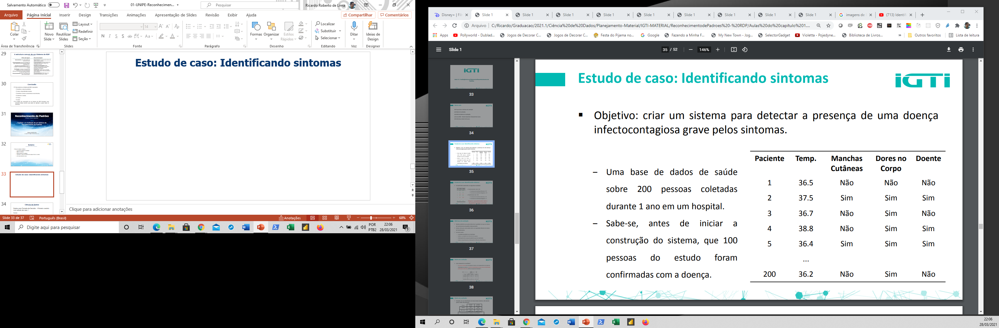 Salvamento Automático
01-UNIPE-Reconhecimen...
Pesquisar
Ricardo Roberto de Lima
Arquivo Página Inicial Inserir Design Transições Animações Apresentação de Slides Revisão Exibir Ajuda
Compartilhar Comentários
Colar
Novo Slide
Reutilizar Slides
Layout
Redefinir
Seção
14
N I S S ab AV Aa A
Formas Organizar Estilos Rápidos
Localizar
Substituir
Selecionar
Ditar
Ideias de Design
Área de Transferência Slides Fonte Parágrafo Desenho Editando Voz Designer
29
A estrutura comum de um Sistema de RDP
30
Conclusão
31
Reconhecimento de Padrões
Capítulo 1.3: Avaliação de um Sistema de
Reconhecimento de Padrões
32
Roteiro
33
Estudo de caso: Identificando sintomas
34
Ciência de Dados
Estudo de caso: Identificando sintomas
Clique para adicionar anotações
Slide 33 de 37 Português (Brasil) Anotações 68%
Digite aqui para pesquisar
POR
PTB2
22:06
28/03/2021
3
Disney+ | Fil
Slide 1
Slide 1
Slide 1
Slide 1
Slide 1
Slide 1
Slide 1
Slide 1
Slide 1
imagens de
(713) Identif
Arquivo | C:/Ricardo/Graduacao/2021.1/Ciência%20de%20Dados/Planejamento-Material/IGTI-MATERIAL/ReconhecimentodePadroes%20-%20RDP/Aulas%20do%20capítulo%201....
Apps Pollyworld - Dublad... Jogos de Decorar C... Jogos de Decorar C... Festa do Pijama no... Google Fazendo a Minha F... My New Town - Jog... SelectorGadget Violetta - Pojedyne... Biblioteca de Livros... » Outros favoritos Lista de leitura
Slide 1
35 / 52
146%
iGTi
33
34
35
36
37
38
Estudo de caso: Identificando sintomas
iGTi
Objetivo: criar um sistema para detectar a presença de uma doença
infectocontagiosa grave pelos sintomas.
– Uma base de dados de saúde
sobre 200 pessoas coletadas
durante 1 ano em um hospital.
– Sabe-se, antes de iniciar a
construção do sistema, que 100
pessoas do estudo foram
confirmadas com a doença.
Paciente Temp. Manchas Cutâneas Dores no Corpo Doente
1 36.5 Não Não Não
2 37.5 Sim Sim Sim
3 36.7 Não Sim Não
4 38.8 Não Sim Sim
5 36.4 Sim Sim Sim
...
200 36.2 Não Sim Não
22:06
28/03/2021